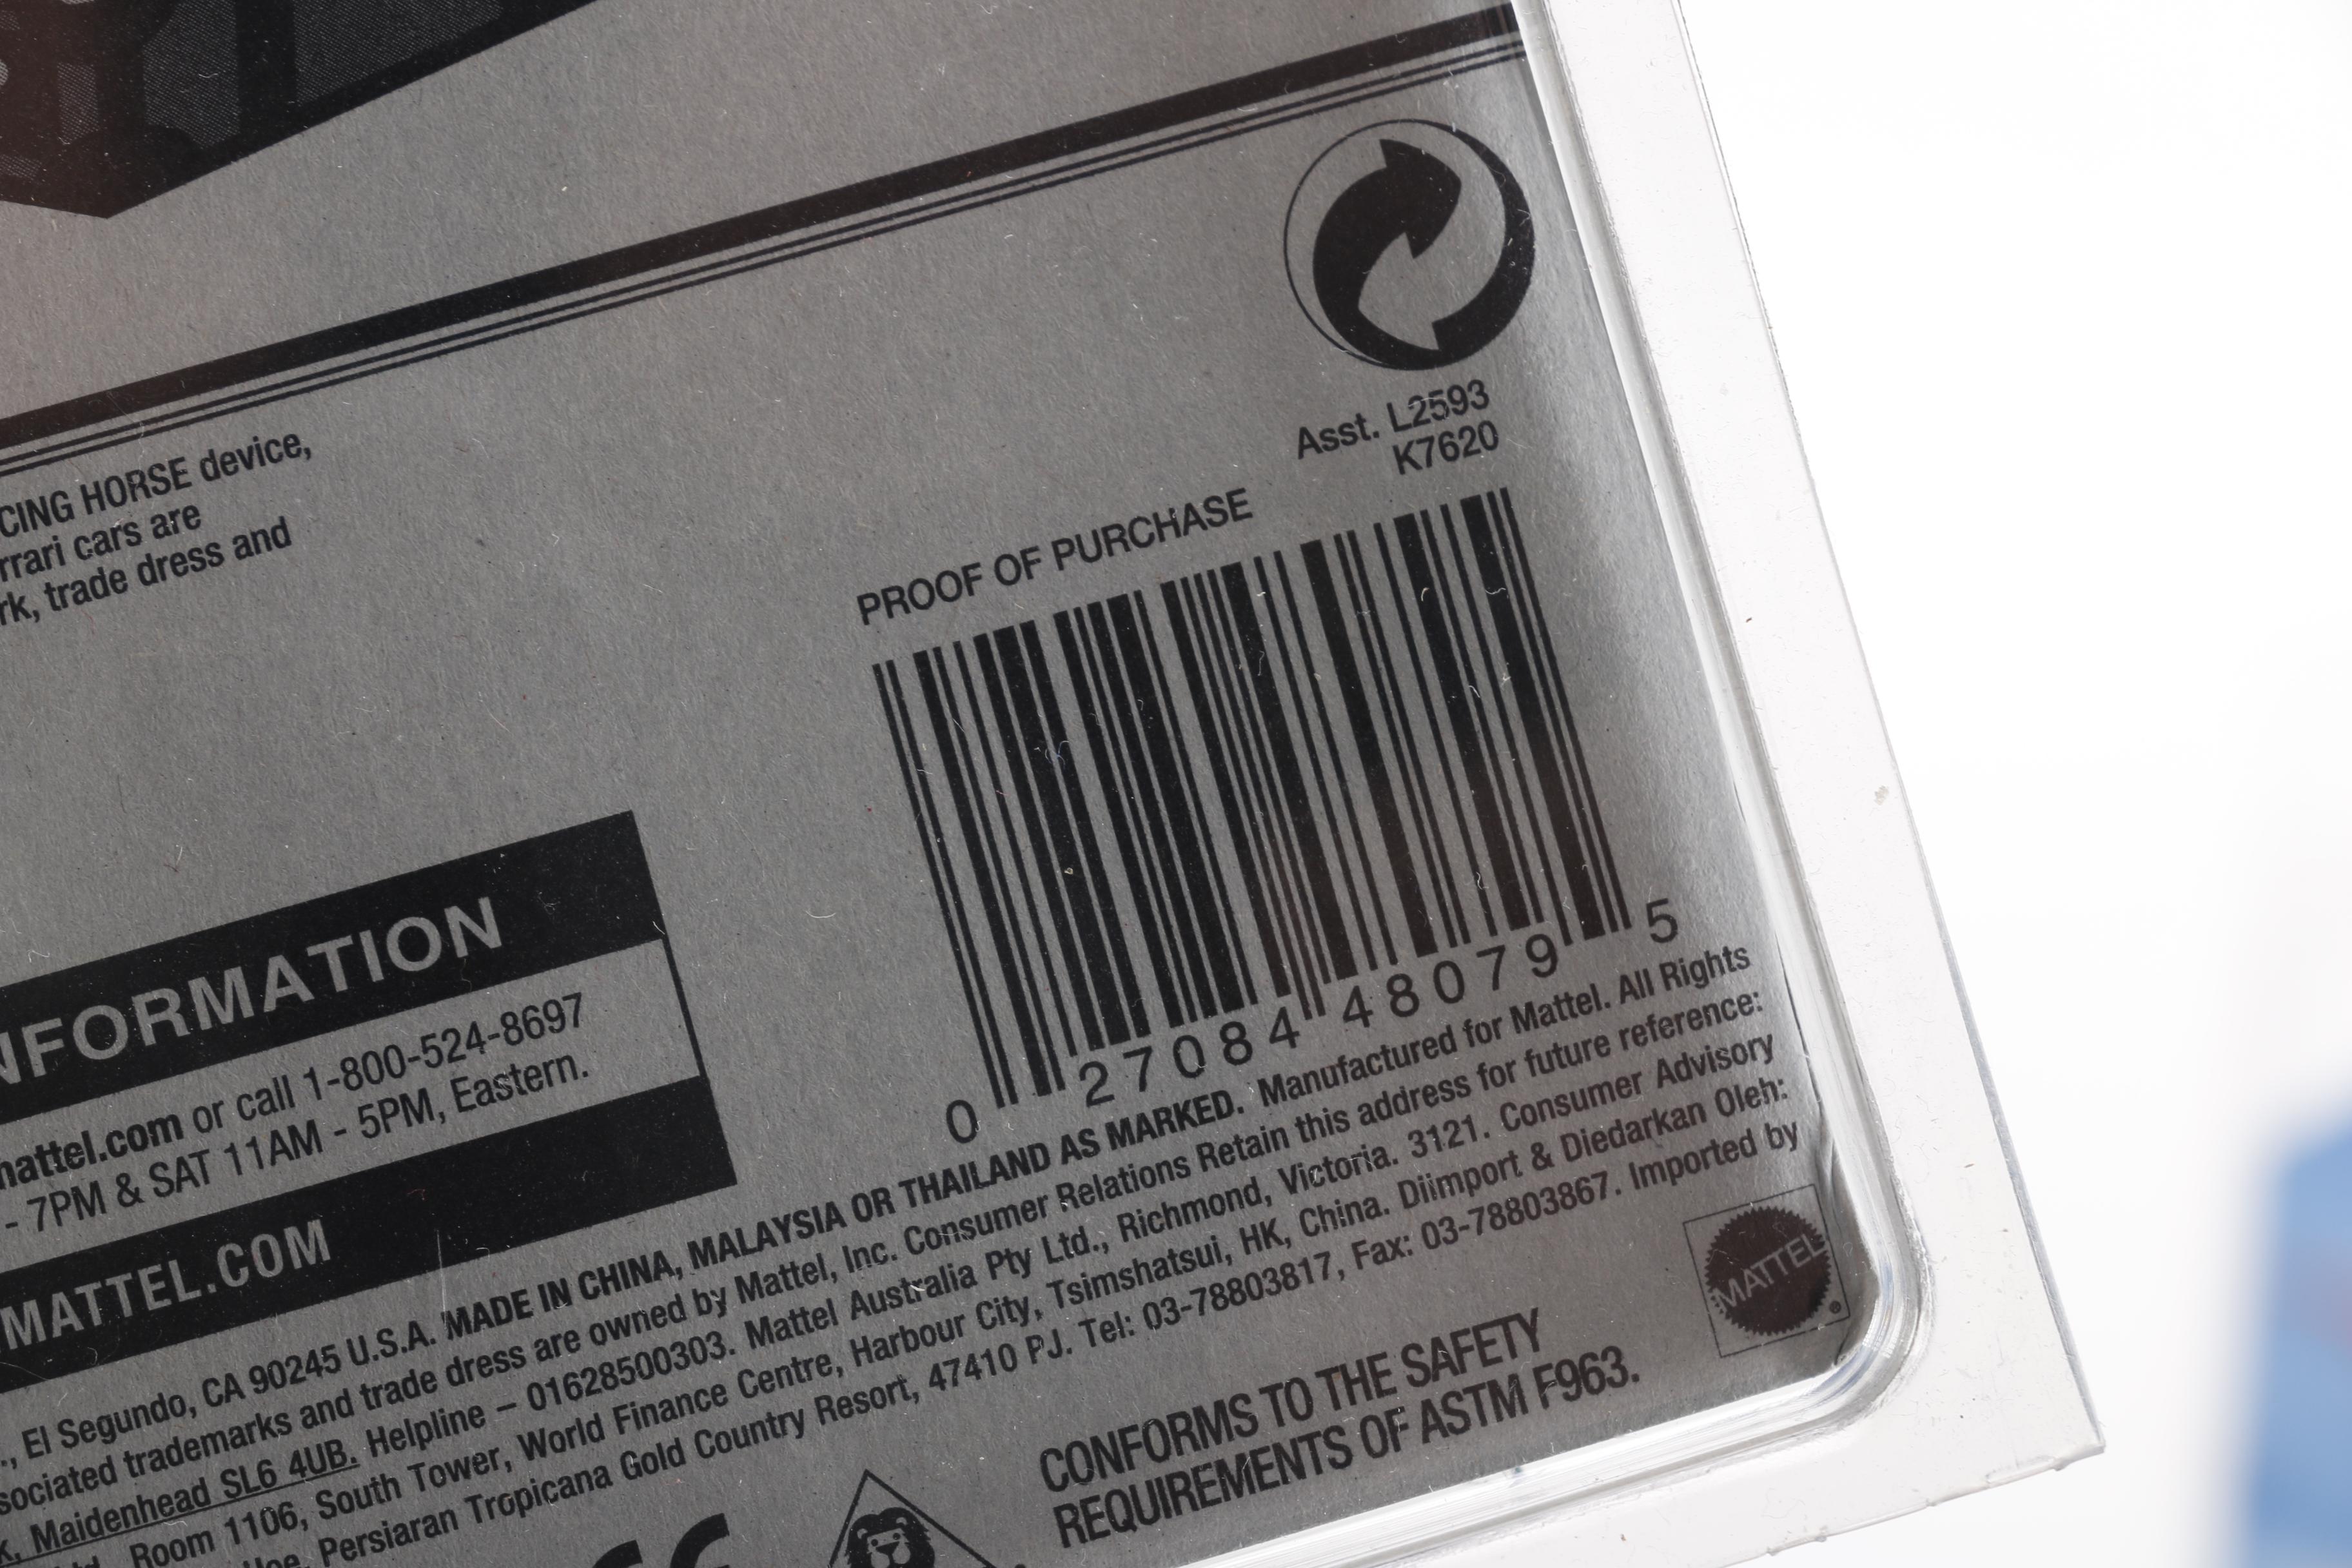 CING HORSE device,
rrari cars are
rk, trade dress and
Asst. L2593
K7620
PROOF OF PURCHASE
0 27084 48079 5
NFORMATION
mattel.com or call 1-800-524-8697
- 7PM & SAT 11AM - 5PM, Eastern.
MATTEL.COM
., El Segundo, CA 90245 U.S.A. MADE IN CHINA, MALAYSIA OR THAILAND AS MARKED. Manufactured for Mattel. All Rights
sociated trademarks and trade dress are owned by Mattel, Inc. Consumer Relations Retain this address for future reference:
k, Maidenhead SL6 4UB. Helpline – 01628500303. Mattel Australia Pty Ltd., Richmond, Victoria. 3121. Consumer Advisory
Room 1106, South Tower, World Finance Centre, Harbour City, Tsimshatsui, HK, China. Diimport & Diedarkan Oleh:
Persiaran Tropicana Gold Country Resort, 47410 PJ. Tel: 03-78803817, Fax: 03-78803867. Imported by
MATTEL®
CONFORMS TO THE SAFETY
REQUIREMENTS OF ASTM F963.
CE